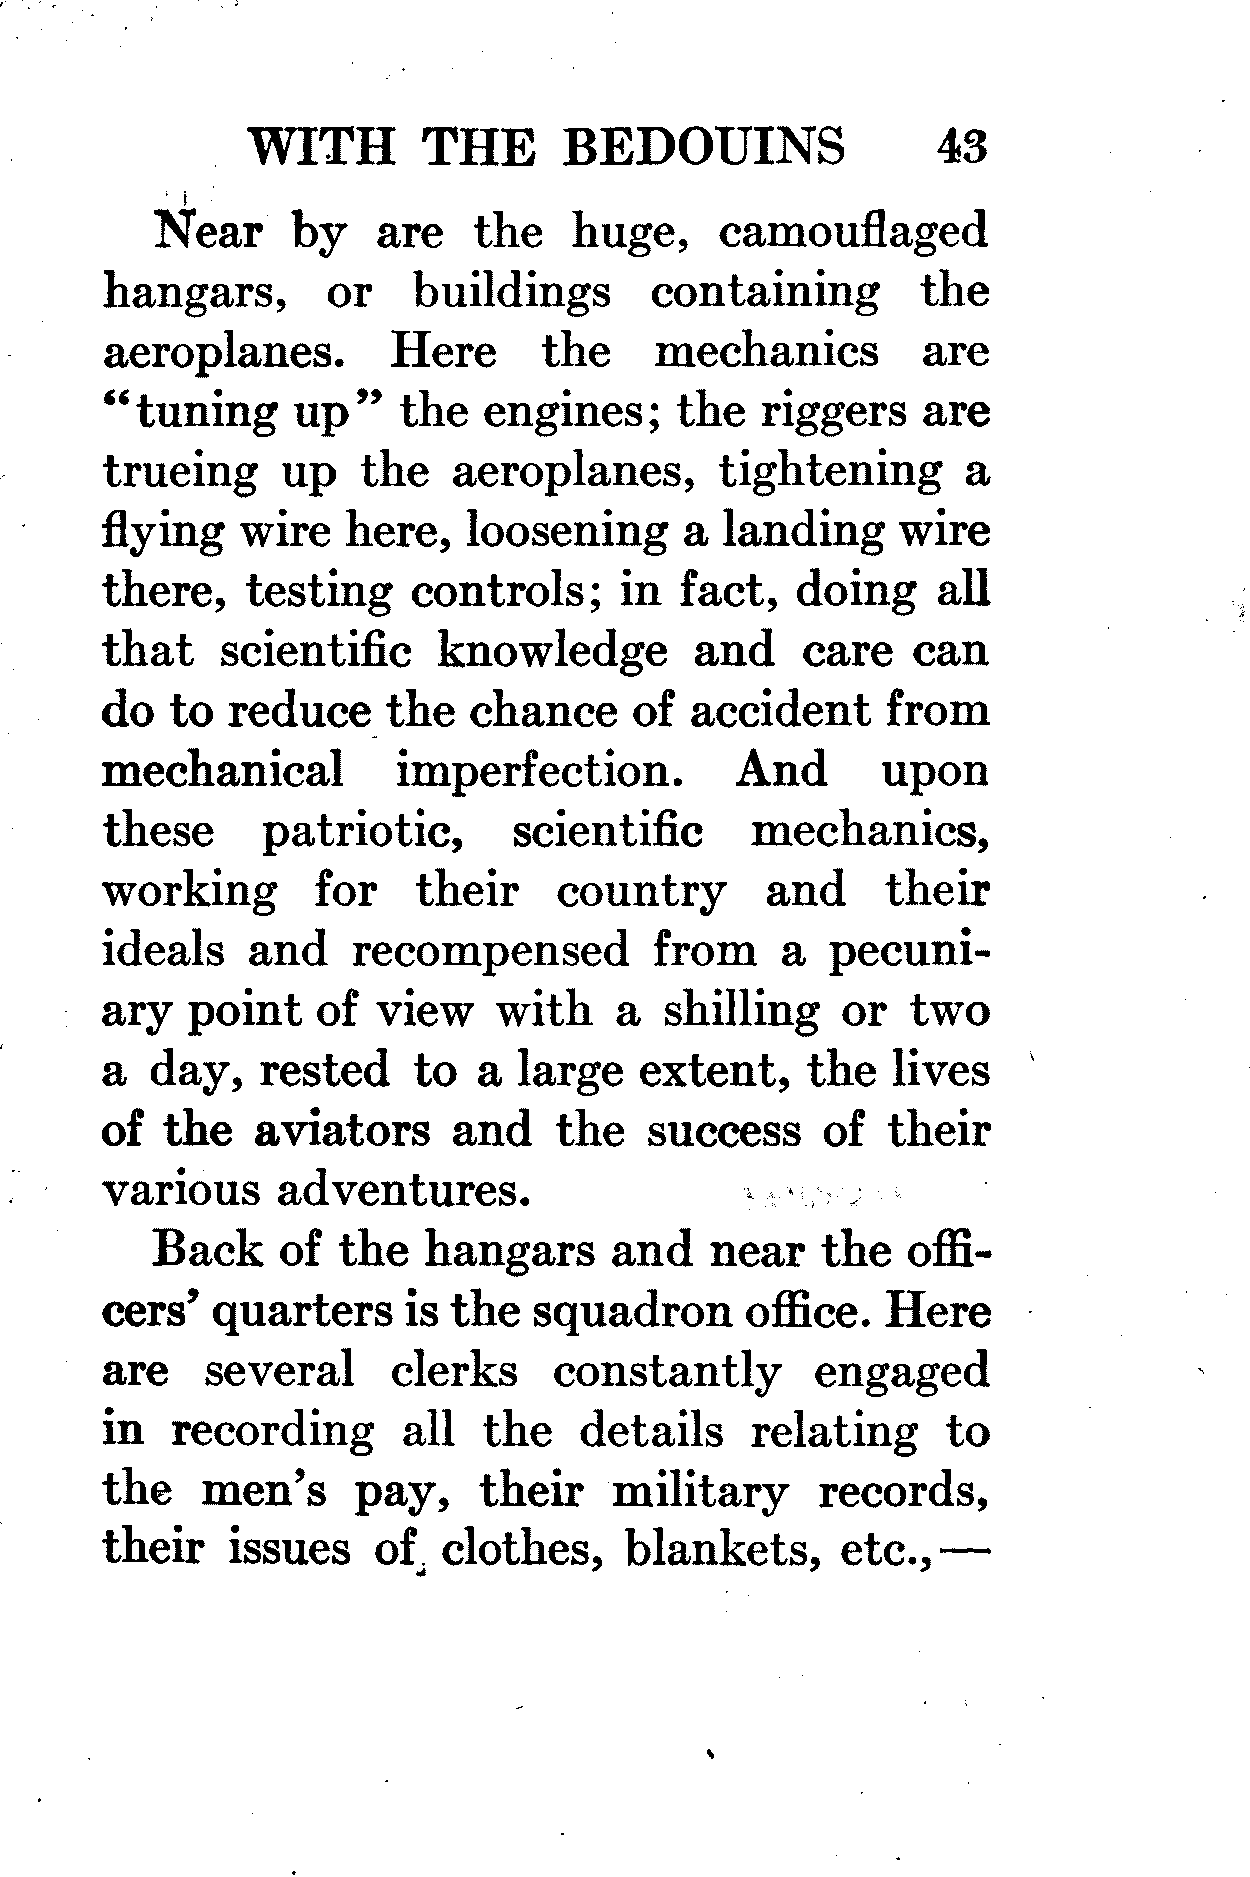 WITH THE BEDOUINS 43
Near by are the huge, camouflaged
hangars, or buildings containing the
aeroplanes. Here the mechanics are
“tuning up” the engines; the riggers are
trueing up the aeroplanes, tightening a
flying wire here, loosening a landing wire
there, testing controls; in fact, doing all
that scientific knowledge and care can
do to reduce the chance of accident from
mechanical imperfection. And upon
these patriotic, scientific mechanics,
working for their country and their
ideals and recompensed from a pecuni-
ary point of view with a shilling or two
a day, rested to a large extent, the lives
of the aviators and the success of their
various adventures.
Back of the hangars and near the offi-
cers’ quarters is the squadron office. Here
are several clerks constantly engaged
in recording all the details relating to
the men’s pay, their military records,
their issues of clothes, blankets, etc.,—